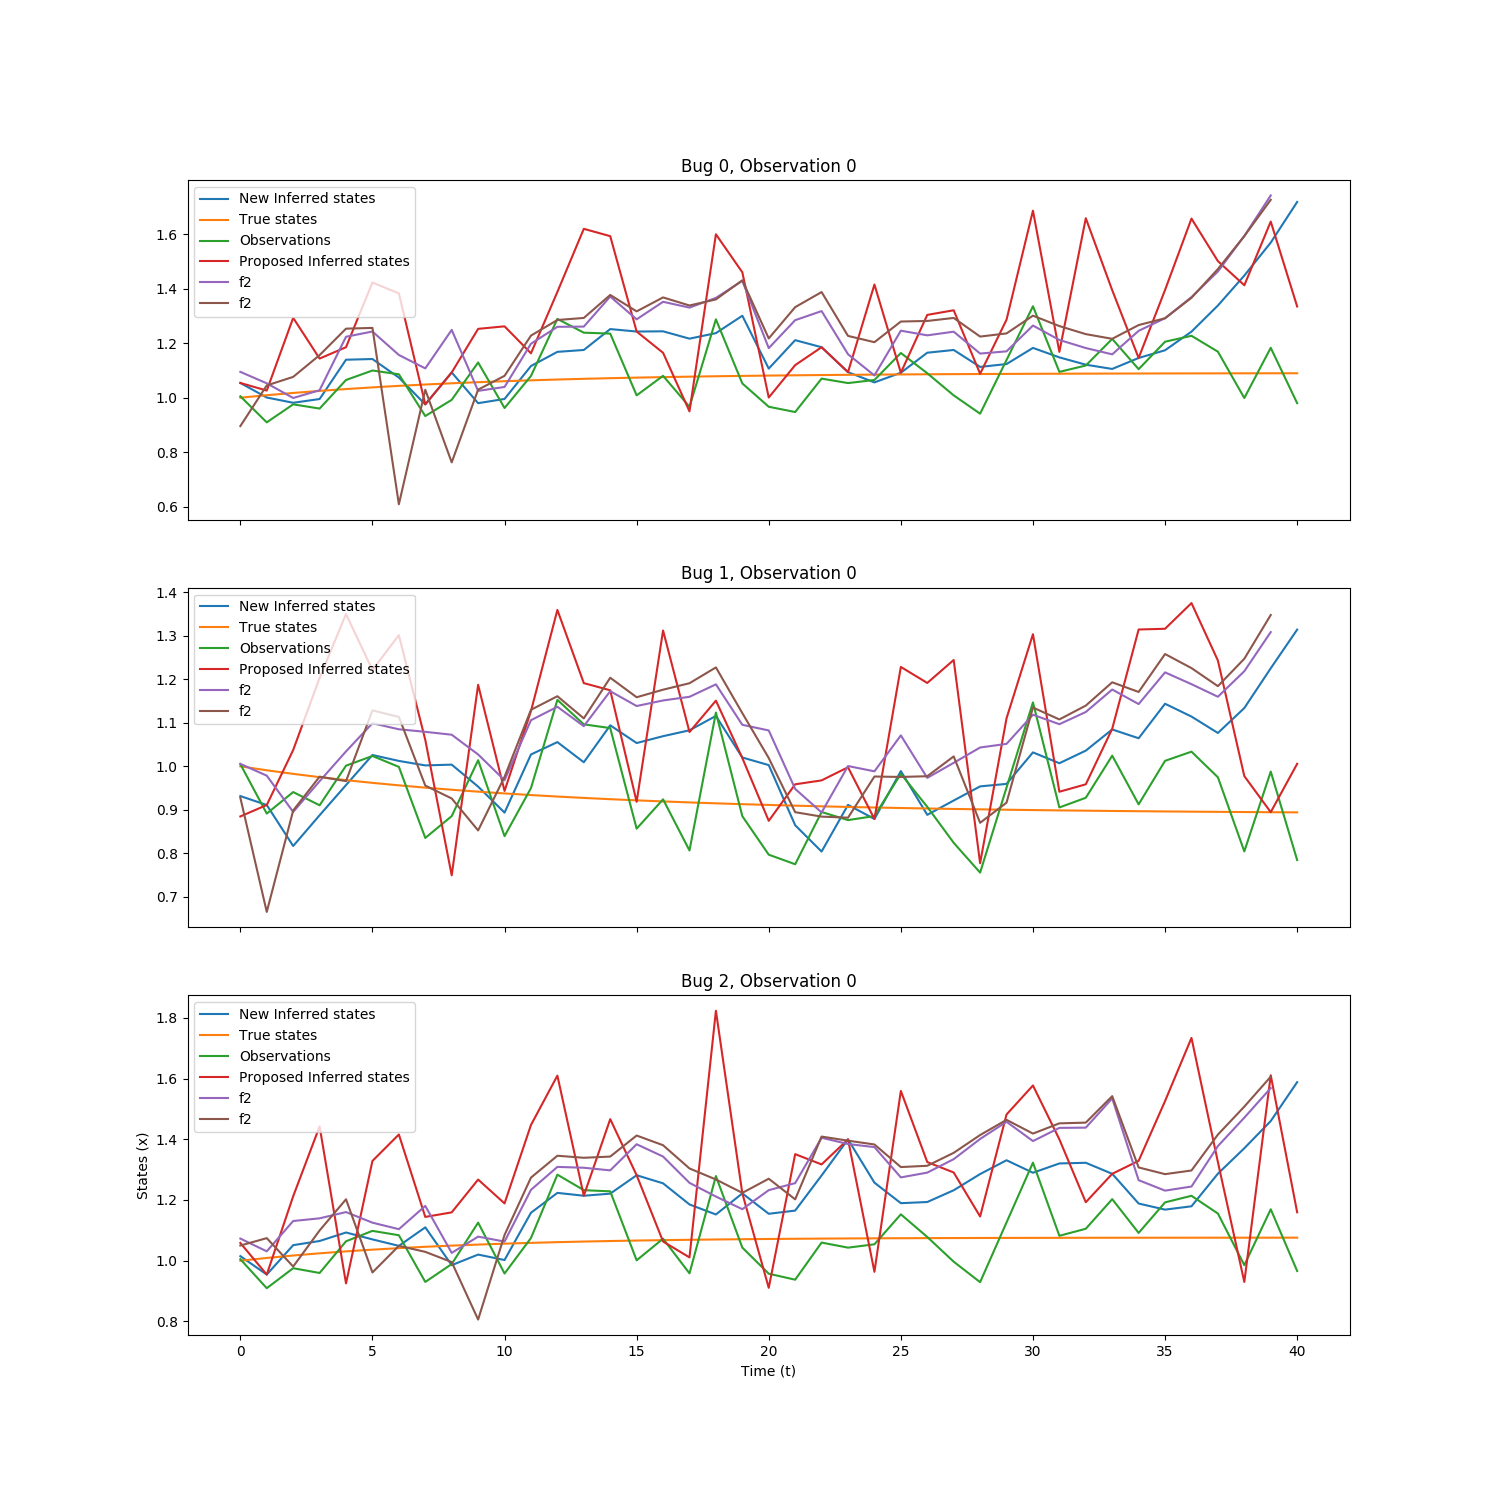 Bug 0, Observation 0
New Inferred states
True states
Observations
Proposed Inferred states
f2
f2
1.6
1.4
1.2
1.0
0.8
0.6
Bug 1, Observation 0
New Inferred states
True states
Observations
Proposed Inferred states
f2
f2
1.4
1.3
1.2
1.1
1.0
0.9
0.8
0.7
Bug 2, Observation 0
New Inferred states
True states
Observations
Proposed Inferred states
f2
f2
1.8
1.6
1.4
1.2
1.0
0.8
States (x)
0 5 10 15 20 25 30 35 40
Time (t)